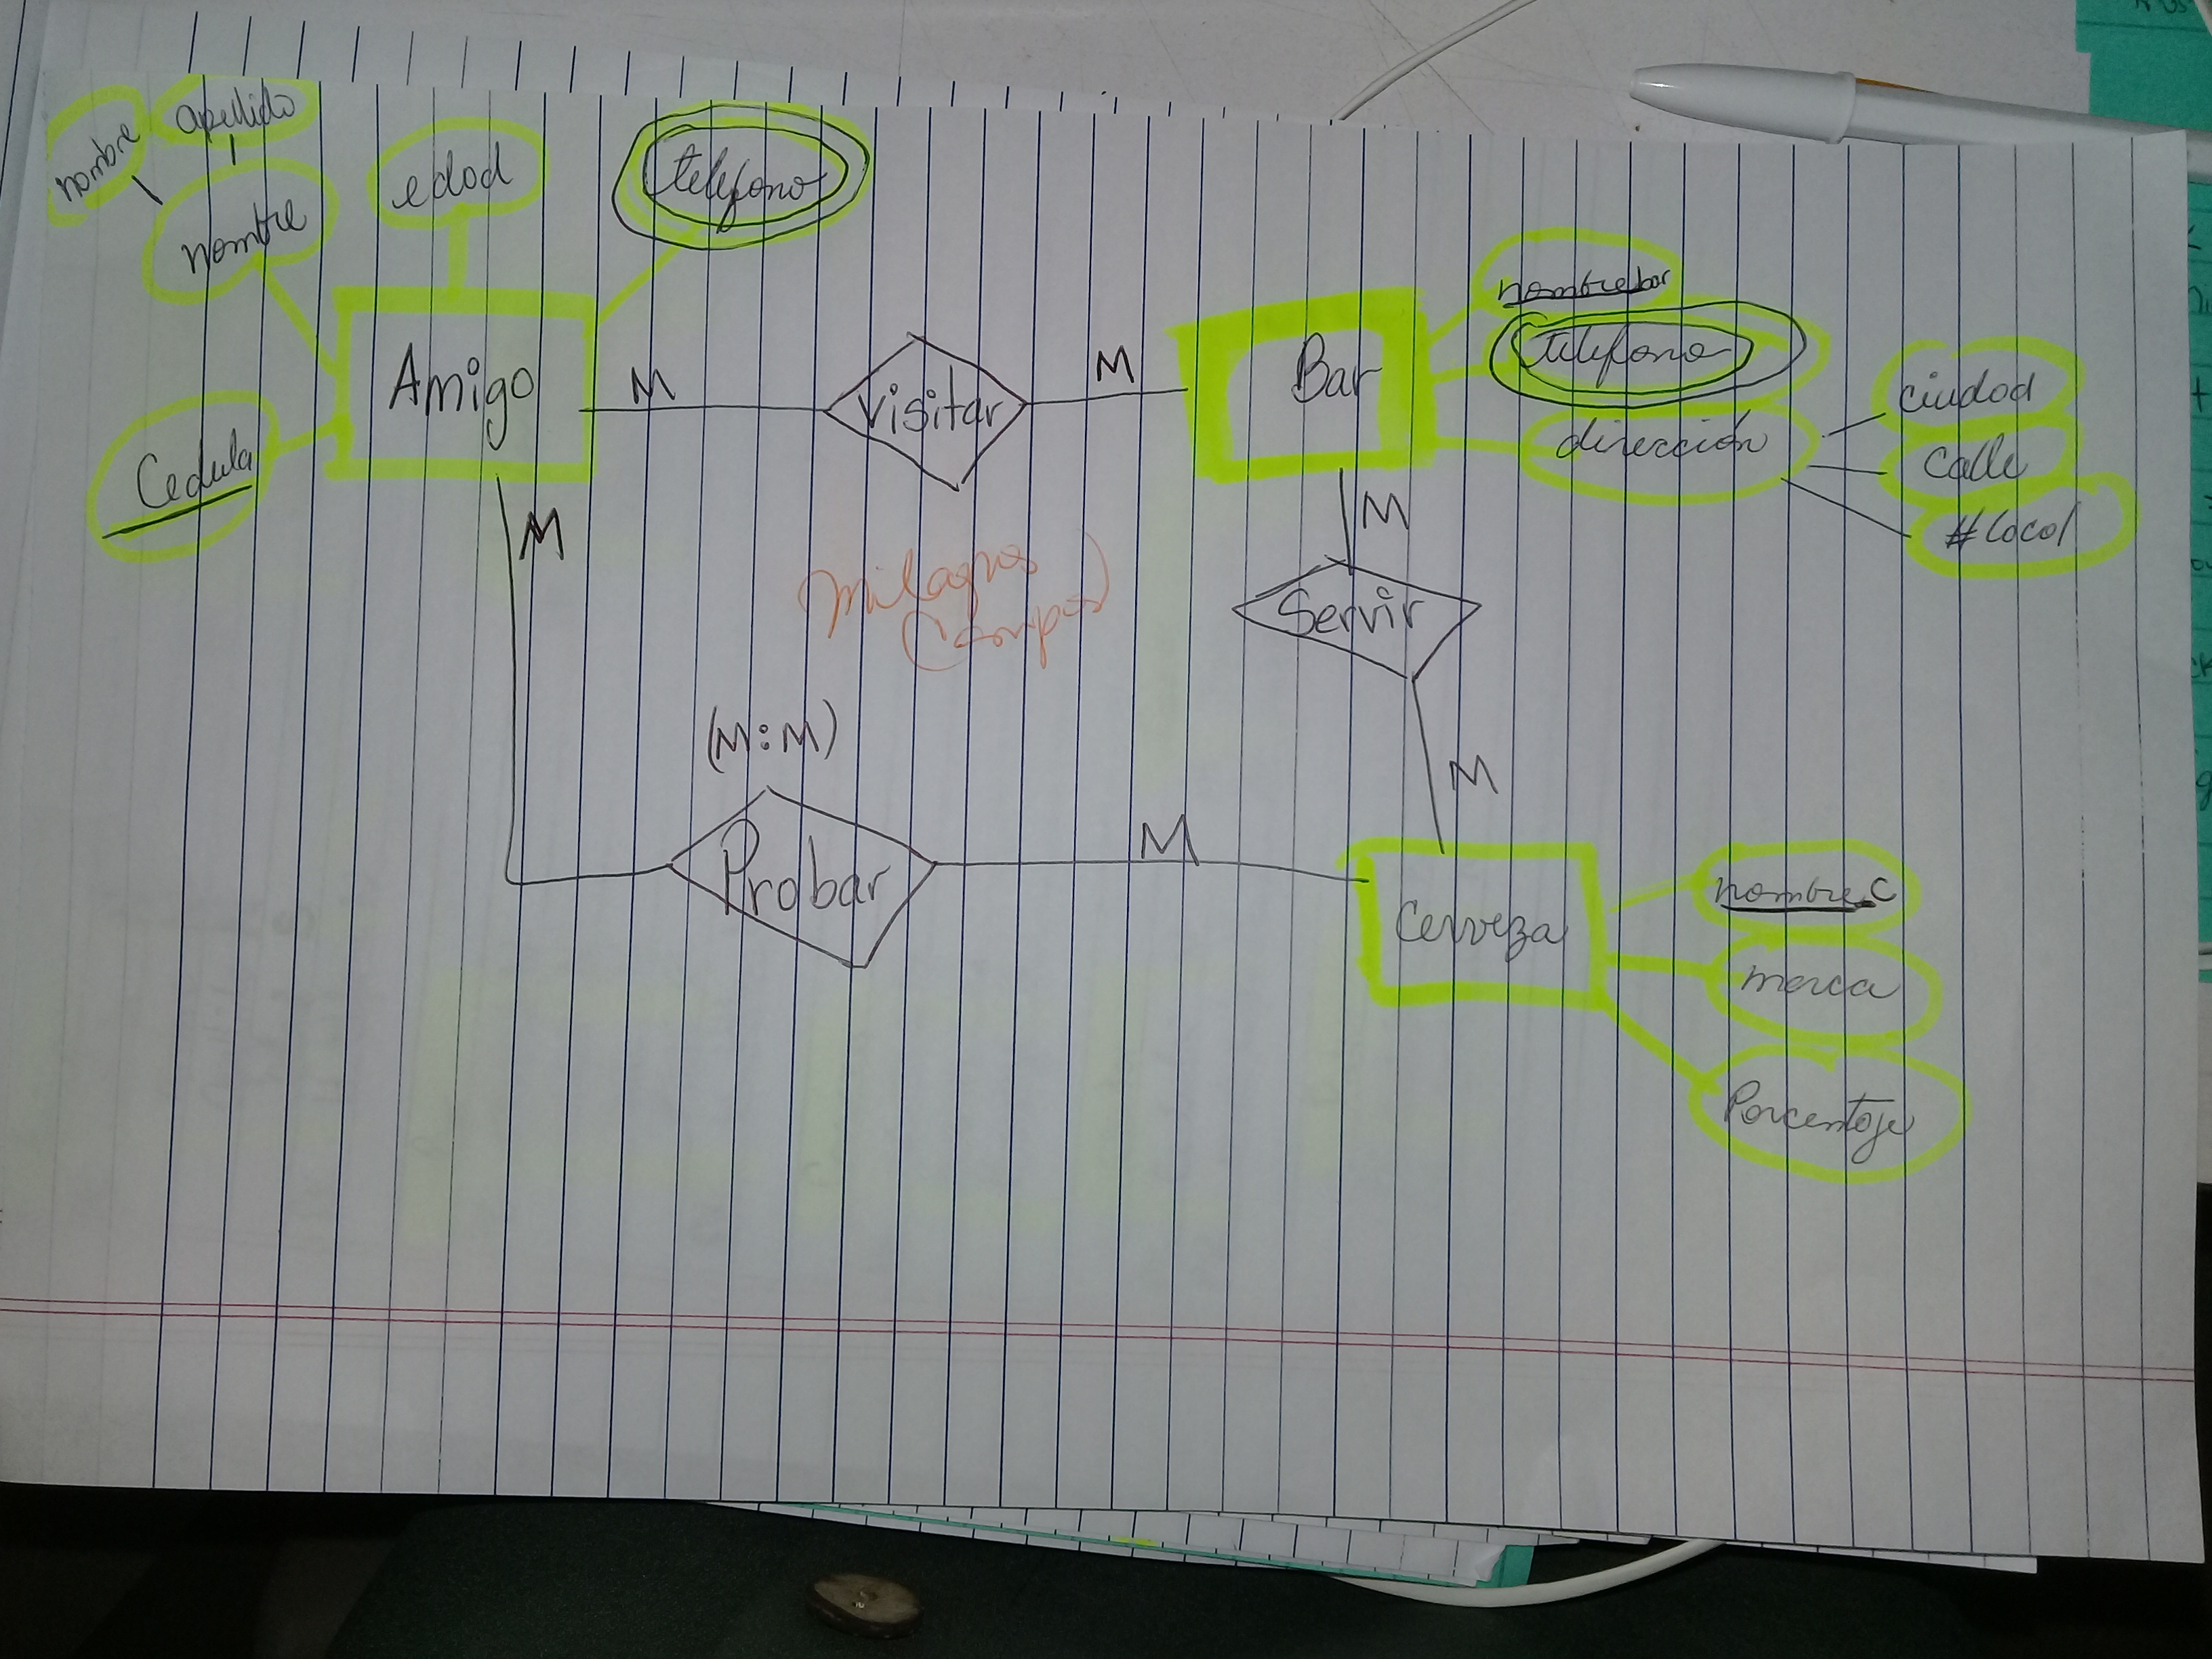 apellido
nombre
edad
telefono
nombre
nombrebar
telefono
Amigo
M
visitar
M
Bar
ciudad
dirección
calle
Cedula
#local
M
M
Milagros
Campos
Servir
(M:M)
M
M
Probar
nombre_C
Cerveza
marca
Porcentaje